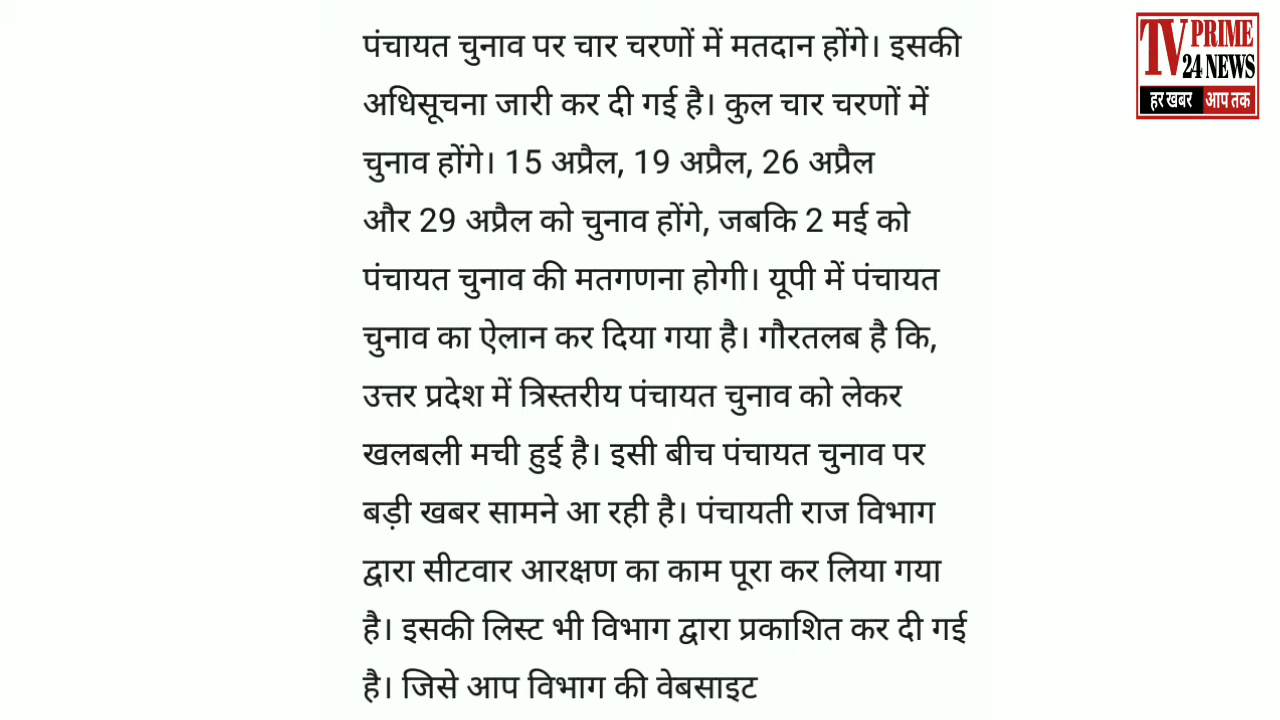 पंचायत चुनाव पर चार चरणों में मतदान होंगे। इसकी
अधिसूचना जारी कर दी गई है। कुल चार चरणों में
चुनाव होंगे। 15 अप्रैल, 19 अप्रैल, 26 अप्रैल
और 29 अप्रैल को चुनाव होंगे, जबकि 2 मई को
पंचायत चुनाव की मतगणना होगी। यूपी में पंचायत
चुनाव का ऐलान कर दिया गया है। गौरतलब है कि,
उत्तर प्रदेश में त्रिस्तरीय पंचायत चुनाव को लेकर
खलबली मची हुई है। इसी बीच पंचायत चुनाव पर
बड़ी खबर सामने आ रही है। पंचायती राज विभाग
द्वारा सीटवार आरक्षण का काम पूरा कर लिया गया
है। इसकी लिस्ट भी विभाग द्वारा प्रकाशित कर दी गई
है। जिसे आप विभाग की वेबसाइट
TV PRIME
24 NEWS
हर खबर आप तक